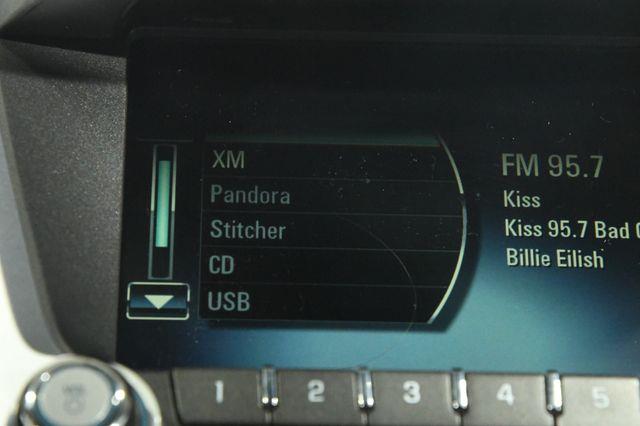 XM
Pandora
Stitcher
CD
USB
FM 95.7
Kiss
Kiss 95.7 Bad
Billie Eilish
1 2 3 4 5